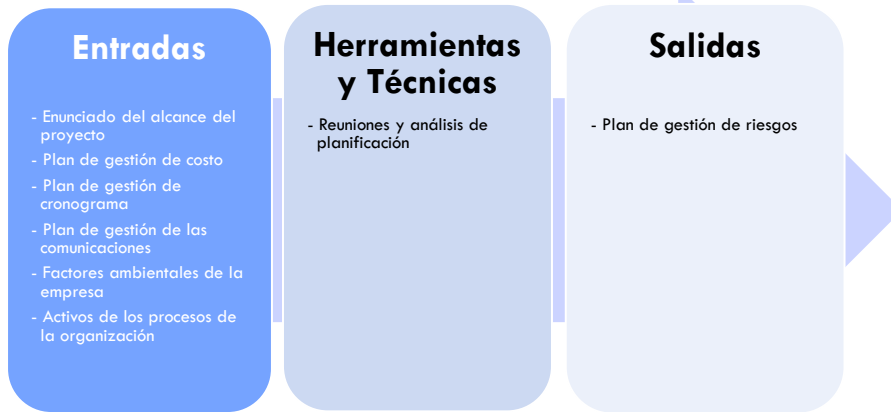 Entradas
- Enunciado del alcance del
proyecto
- Plan de gestión de costo
- Plan de gestión de
cronograma
- Plan de gestión de las
comunicaciones
- Factores ambientales de la
empresa
- Activos de los procesos de
la organización
Herramientas
y Técnicas
- Reuniones y análisis de
planificación
Salidas
- Plan de gestión de riesgos